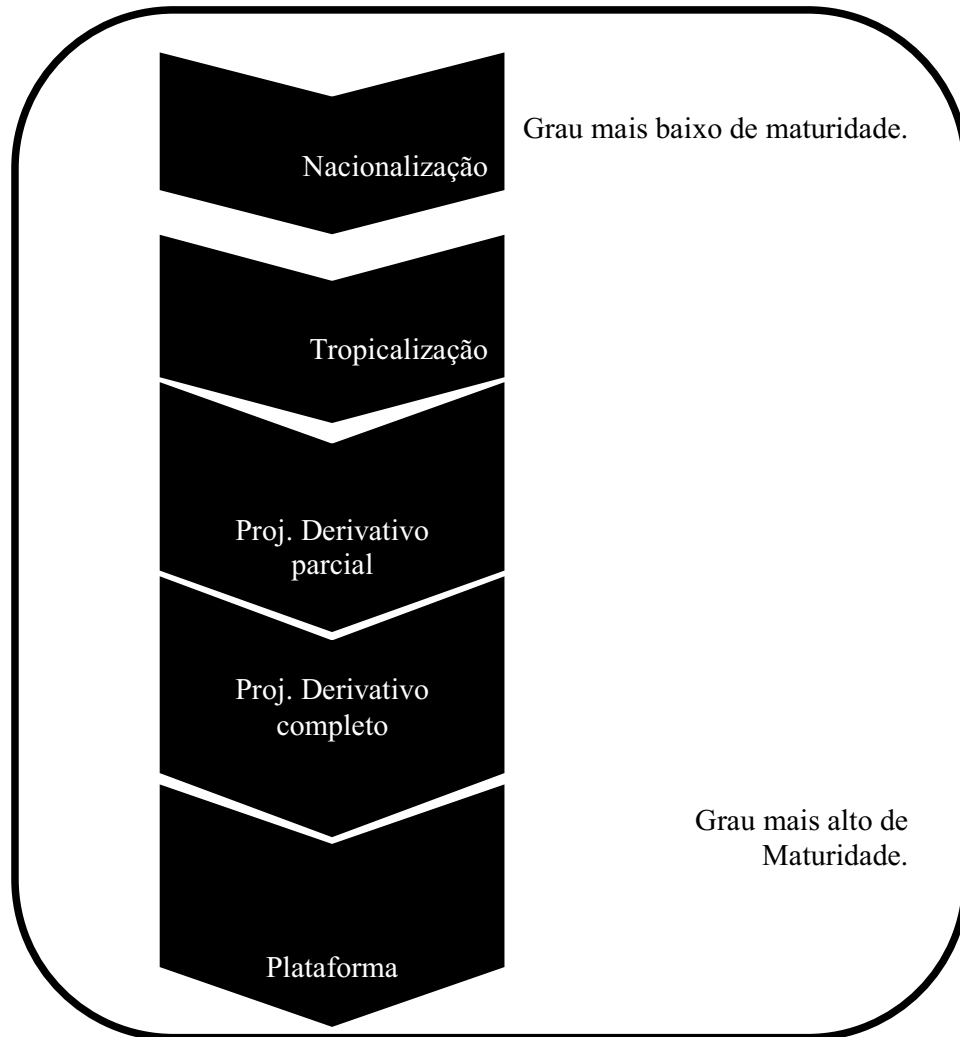 Grau mais baixo de maturidade.
Nacionalização
Tropicalização
Proj. Derivativo
parcial
Proj. Derivativo
completo
Grau mais alto de
Maturidade.
Plataforma